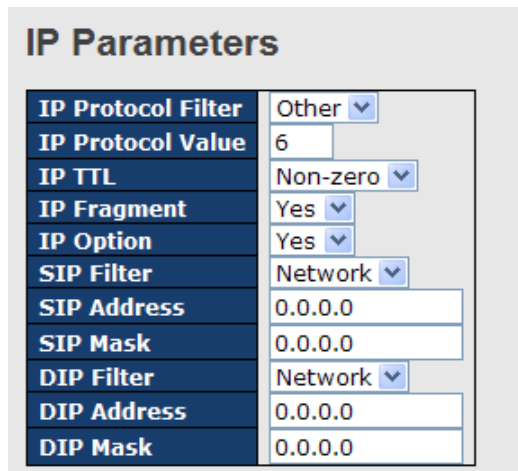 IP Parameters
IP Protocol Filter Other
IP Protocol Value 6
IP TTL Non-zero
IP Fragment Yes
IP Option Yes
SIP Filter Network
SIP Address 0.0.0.0
SIP Mask 0.0.0.0
DIP Filter Network
DIP Address 0.0.0.0
DIP Mask 0.0.0.0